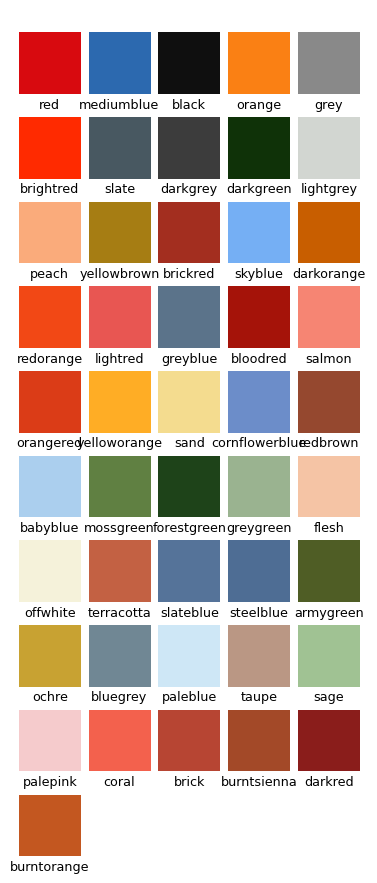 red mediumblue black orange grey
brightred slate darkgrey darkgreen lightgrey
peach yellowbrown brickred skyblue darkorange
redorange lightred greyblue bloodred salmon
orangered yelloworange sand cornflowerblue redbrown
babyblue mossgreen forestgreen greygreen flesh
offwhite terracotta slateblue steelblue armygreen
ochre bluegrey paleblue taupe sage
palepink coral brick burntsienna darkred
burntorange